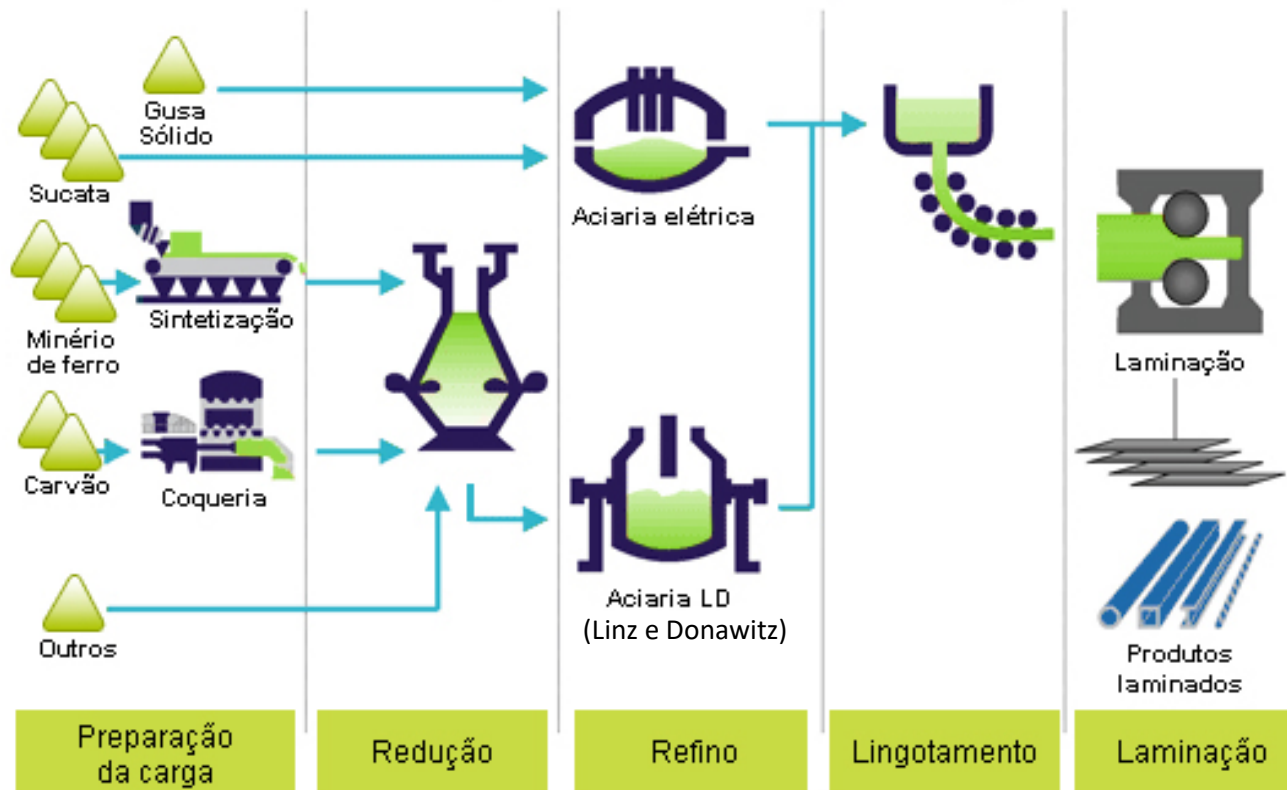 Gusa
Sólido
Sucata
Aciaria elétrica
Minério
de ferro
Sintetização
Laminação
Carvão
Coqueria
Aciaria LD
(Linz e Donawitz)
Outros
Produtos
laminados
Preparação
da carga
Redução
Refino
Lingotamento
Laminação